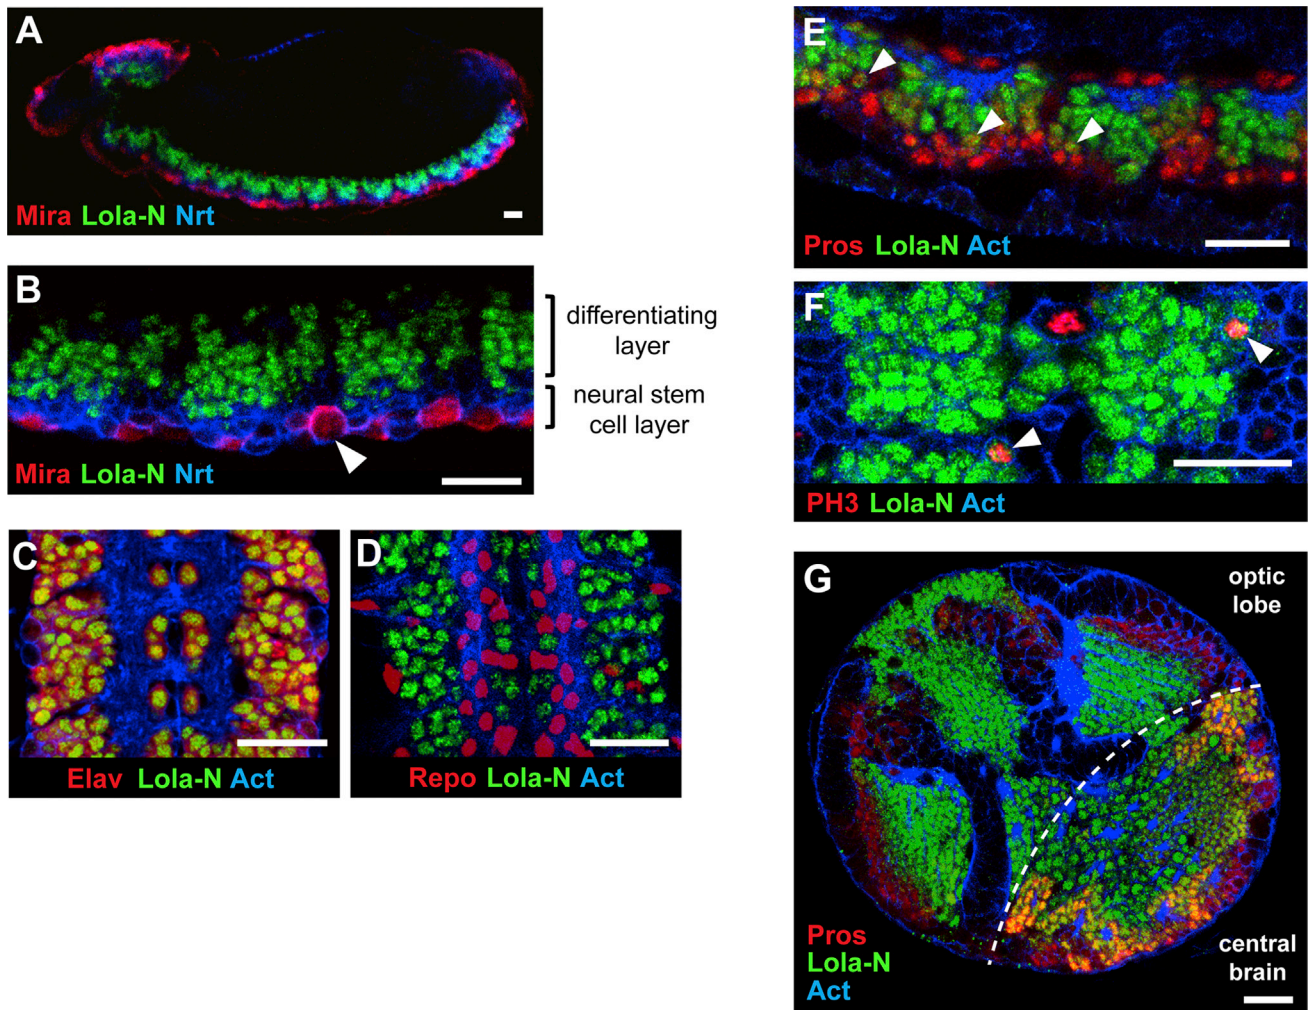 A
Mira Lola-N Nrt
B
differentiating
layer
neural stem
cell layer
Mira Lola-N Nrt
C
Elav Lola-N Act
D
Repo Lola-N Act
E
Pros Lola-N Act
F
PH3 Lola-N Act
G
optic
lobe
Pros
Lola-N
Act
central
brain